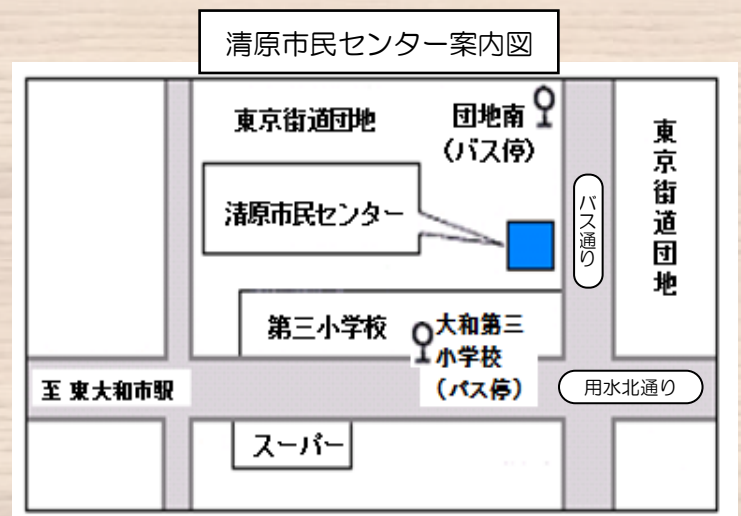 清原市民センター案内図
東京街道団地
団地南
(バス停)
東京街道団地
バス通り
清原市民センター
第三小学校
大和第三
小学校
(バス停)
至 東大和市駅
用水北通り
スーパー